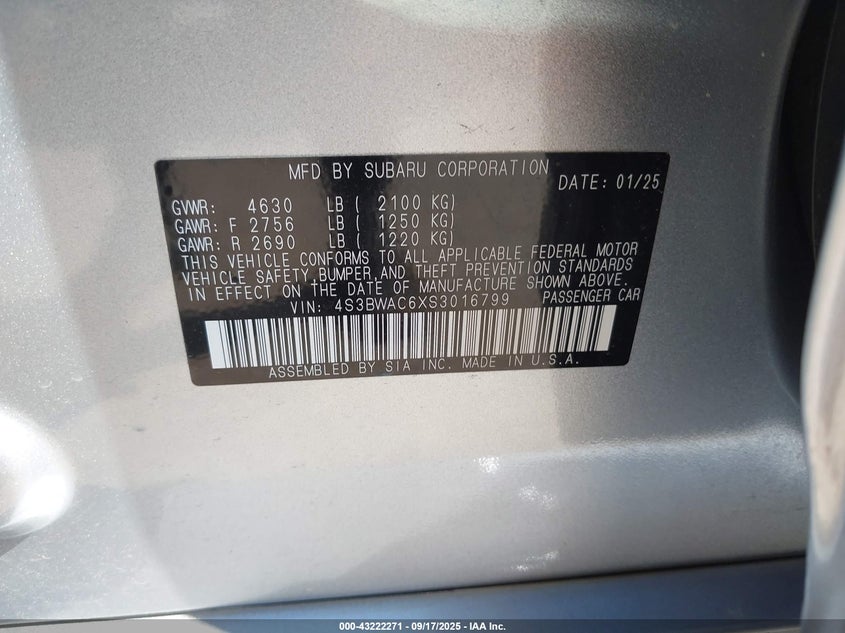 MFD BY SUBARU CORPORATION DATE: 01/25
GVWR: 4630 LB ( 2100 KG)
GAWR: F 2756 LB ( 1250 KG)
GAWR: R 2690 LB ( 1220 KG)
THIS VEHICLE CONFORMS TO ALL APPLICABLE FEDERAL MOTOR
VEHICLE SAFETY,BUMPER,AND THEFT PREVENTION STANDARDS
IN EFFECT ON THE DATE OF MANUFACTURE SHOWN ABOVE.
VIN: 4S3BWAC6XS3016799 PASSENGER CAR
ASSEMBLED BY SIA INC. MADE IN U.S.A.
000-43222271 | 09/17/2025 - IAA Inc.